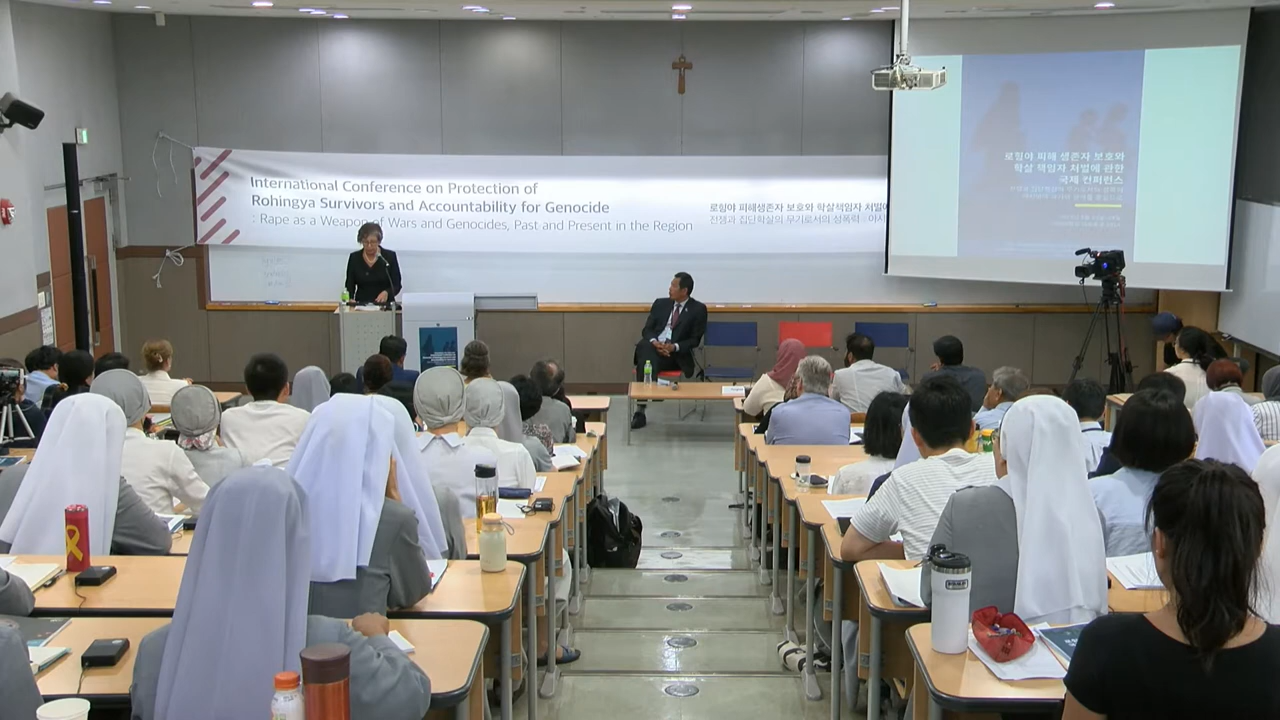 International Conference on Protection of
Rohingya Survivors and Accountability for Genocide
: Rape as a Weapon of Wars and Genocides, Past and Present in the Region
로힝야 피해생존자 보호와 학살책임자 처벌에
전쟁과 집단학살의 무기로서의 성폭력 : 아시
로힝야 피해 생존자 보호와
학살 책임자 처벌에 관한
국제 컨퍼런스